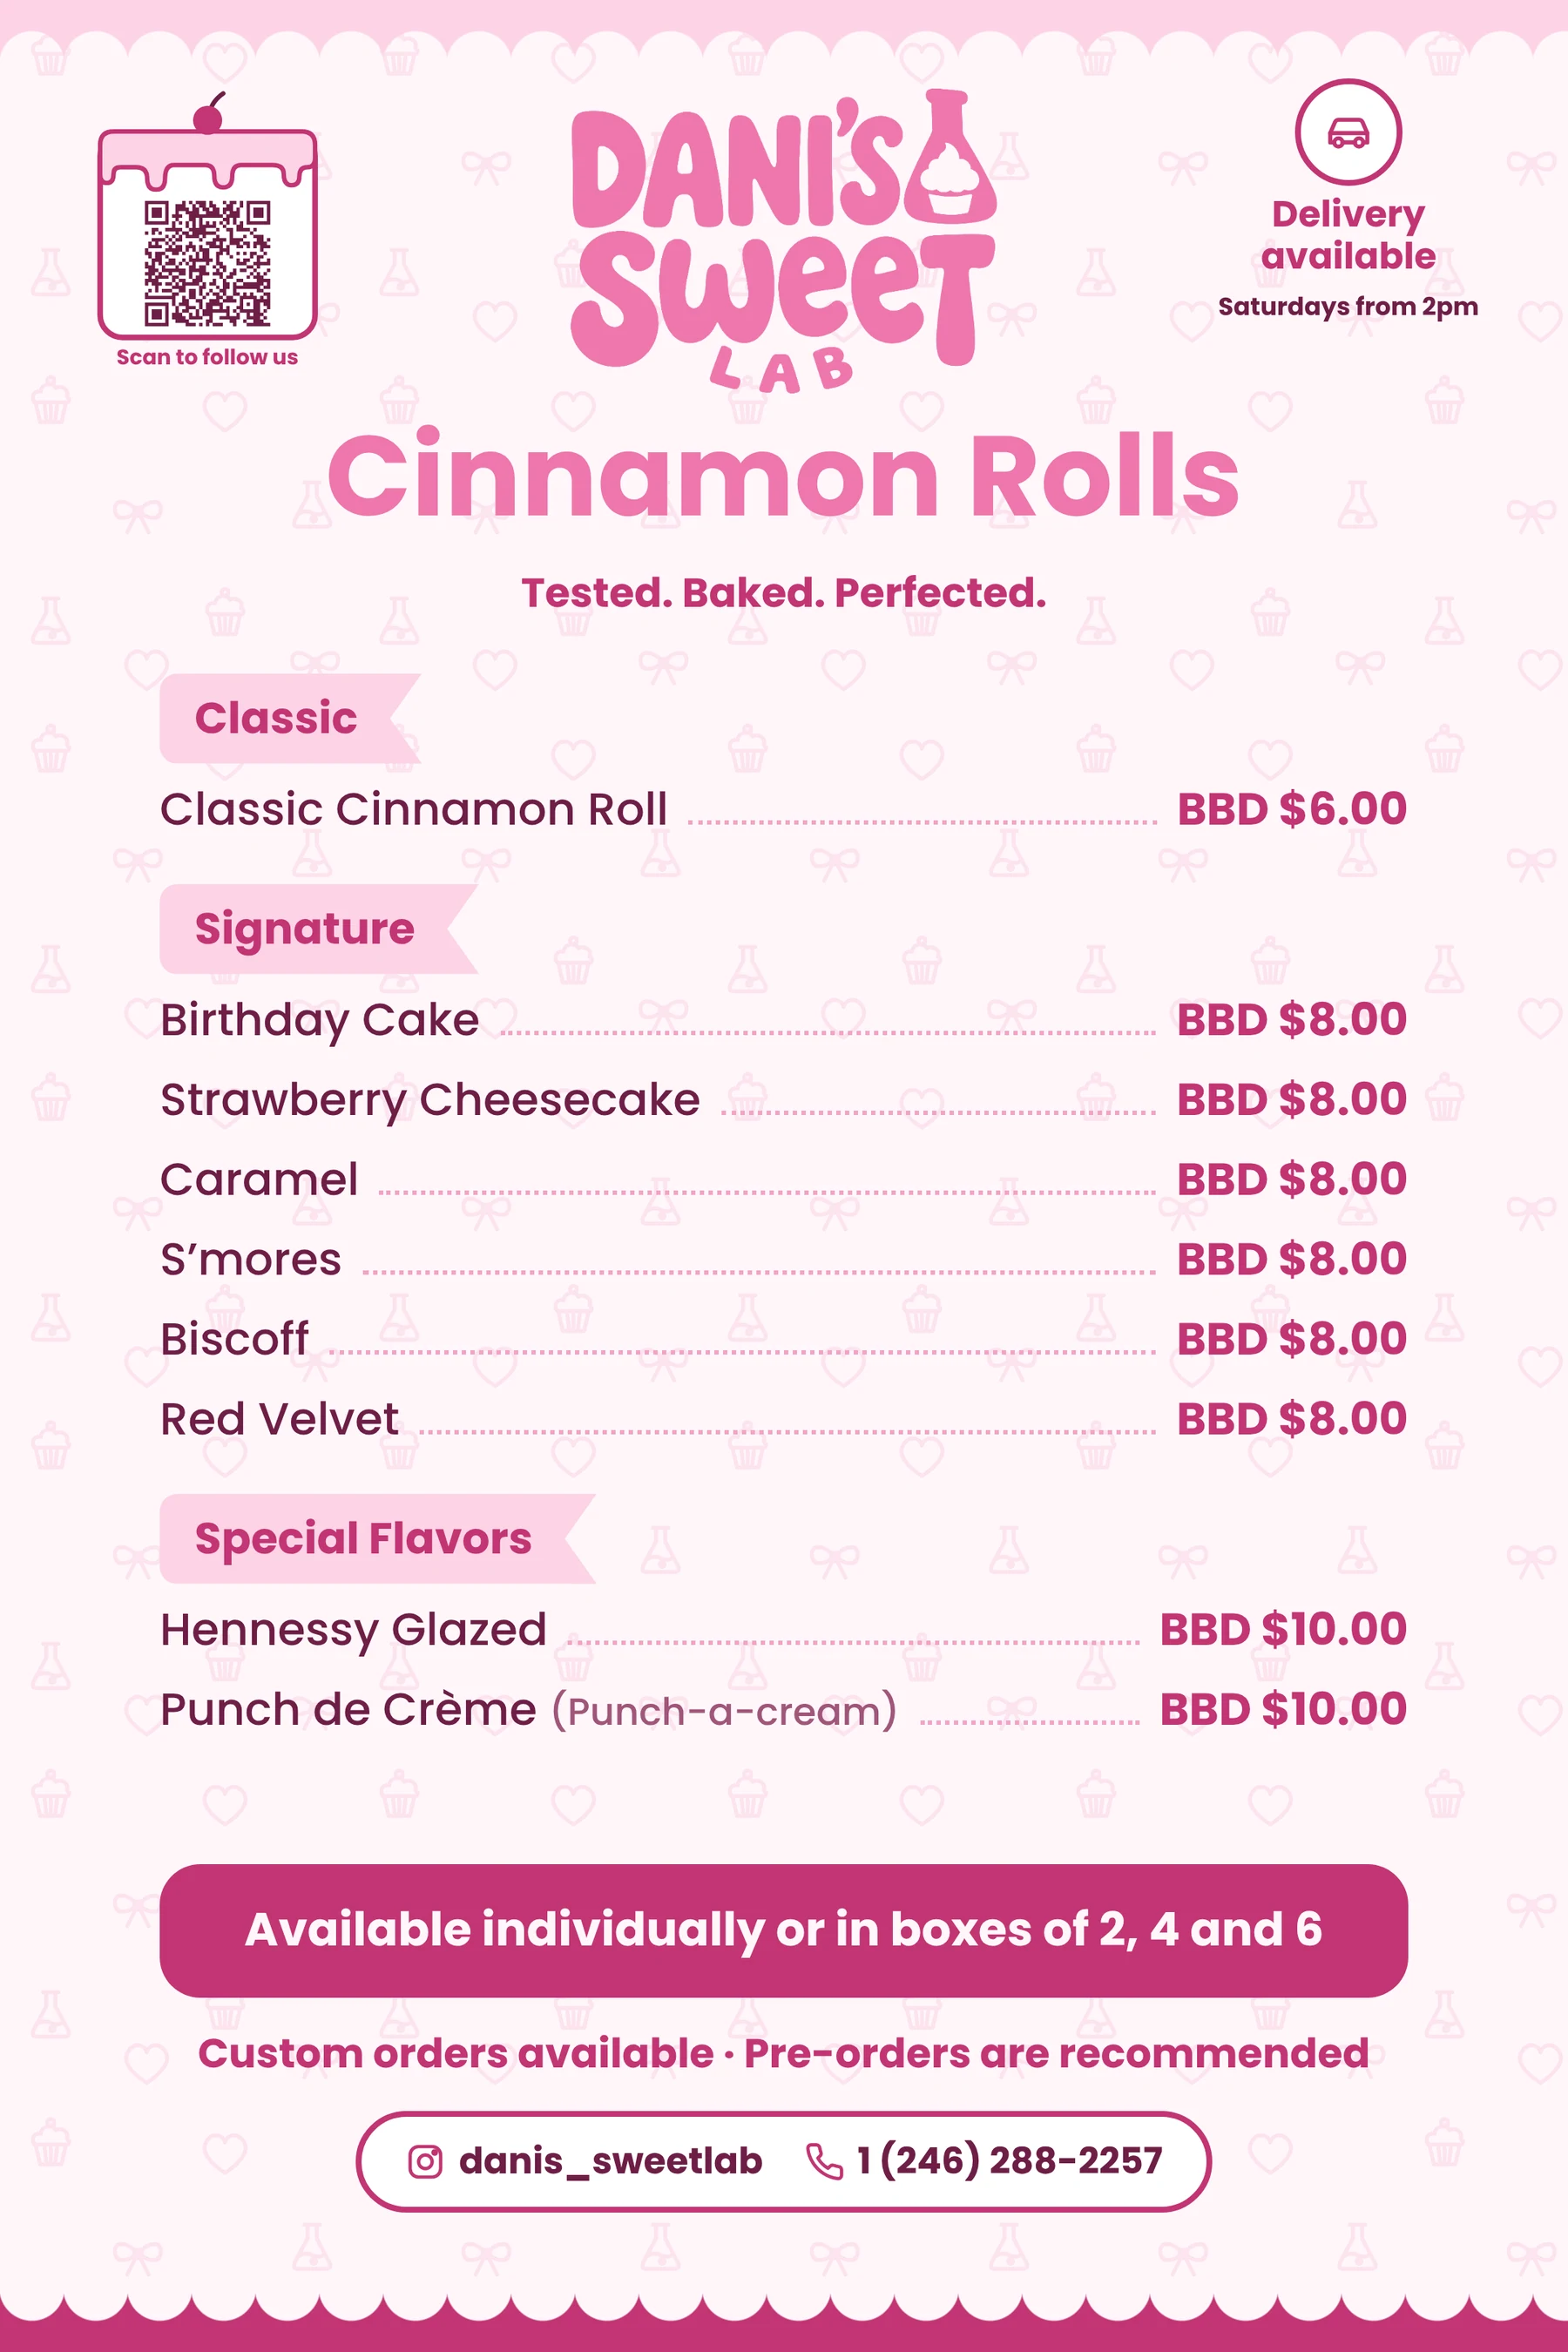 DANI'S
SWEET
LAB
Scan to follow us
Delivery
available
Saturdays from 2pm
Cinnamon Rolls
Tested. Baked. Perfected.
Classic
Classic Cinnamon Roll BBD $6.00
Signature
Birthday Cake BBD $8.00
Strawberry Cheesecake BBD $8.00
Caramel BBD $8.00
S’mores BBD $8.00
Biscoff BBD $8.00
Red Velvet BBD $8.00
Special Flavors
Hennessy Glazed BBD $10.00
Punch de Crème (Punch-a-cream) BBD $10.00
Available individually or in boxes of 2, 4 and 6
Custom orders available · Pre-orders are recommended
danis_sweetlab 1 (246) 288-2257